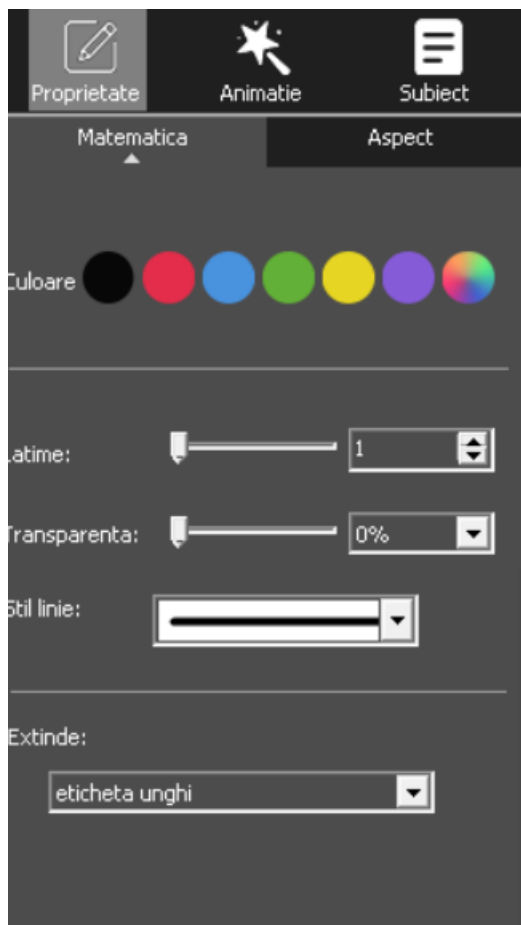 Proprietate Animatie Subiect
Matematica Aspect
Culoare
Latime: 1
Transparenta: 0%
Stil linie:
Extinde:
eticheta unghi